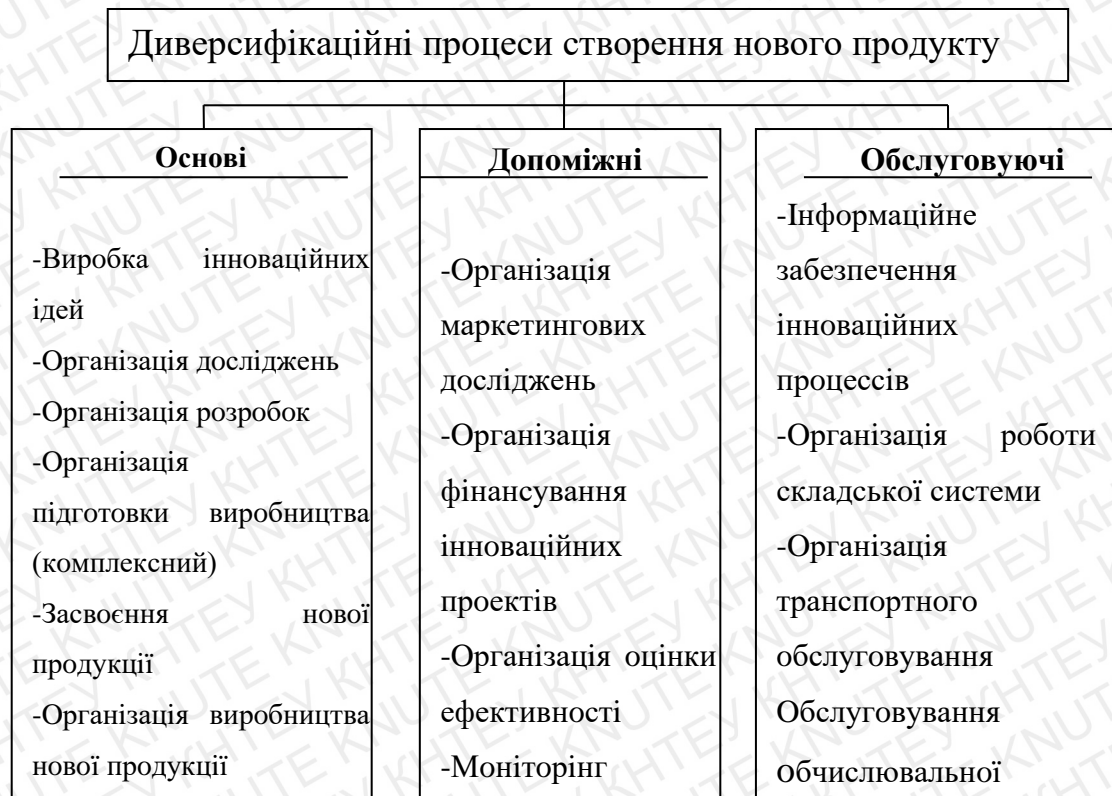 Диверсифікаційні процеси створення нового продукту
Основі
-Виробка інноваційних
ідей
-Організація досліджень
-Організація розробок
-Організація
підготовки виробництва
(комплексний)
-Засвоєння нової
продукції
-Організація виробництва
нової продукції
Допоміжні
-Організація
маркетингових
досліджень
-Організація
фінансування
інноваційних
проектів
-Організація оцінки
ефективності
-Моніторінг
Обслуговуючі
-Інформаційне
забезпечення
інноваційних
процессів
-Організація роботи
складської системи
-Організація
транспортного
обслуговування
Обслуговування
обчислювальної